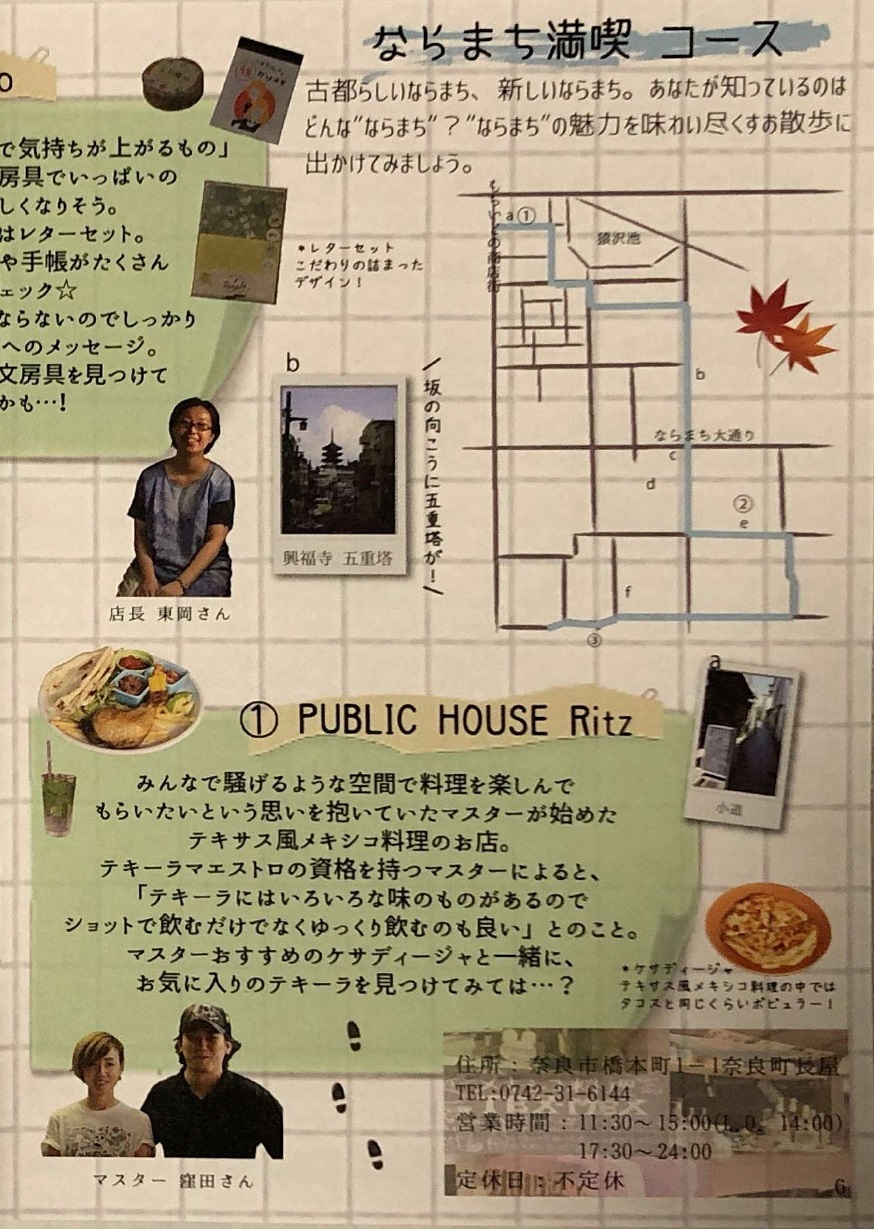 ならまち満喫 コース
古都らしいならまち、新しいならまち。あなたが知っているのは
どんな"ならまち"？"ならまち"の魅力を味わい尽くすお散歩に
出かけてみましょう。
で気持ちが上がるもの」
房具でいっぱいの
しくなりそう。
はレターセット。
や手帳がたくさん
ェック☆
ならないのでしっかり
へのメッセージ。
文房具を見つけて
かも…！
*レターセット
こだわりの詰まった
デザイン！
店長 東岡さん
b
興福寺 五重塔
坂の向こうに五重塔が！
もちいどの商店街
a①
猿沢池
b
ならまち大通り
c
d
②
e
f
③
① PUBLIC HOUSE Ritz
みんなで騒げるような空間で料理を楽しんで
もらいたいという思いを抱いていたマスターが始めた
テキサス風メキシコ料理のお店。
テキーラマエストロの資格を持つマスターによると、
「テキーラにはいろいろな味のものがあるので
ショットで飲むだけでなくゆっくり飲むのも良い」とのこと。
マスターおすすめのケサディージャと一緒に、
お気に入りのテキーラを見つけてみては…？
a
小道
*ケサディージャ
テキサス風メキシコ料理の中では
タコスと同じくらいポピュラー！
マスター 窪田さん
住所：奈良市橋本町1−1奈良町長屋
TEL:0742-31-6144
営業時間：11:30〜15:00(L.O. 14:00)
17:30〜24:00
定休日：不定休
6